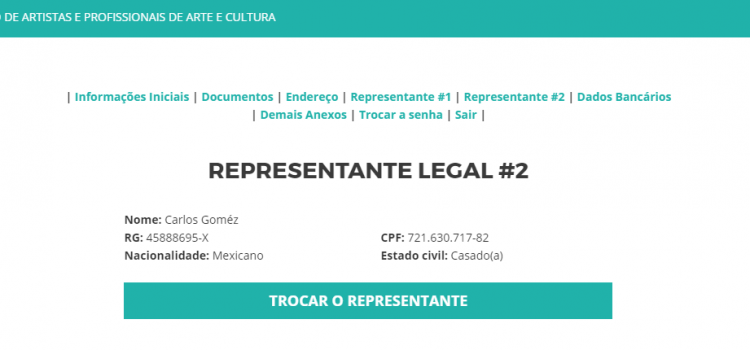 O DE ARTISTAS E PROFISSIONAIS DE ARTE E CULTURA
| Informações Iniciais | Documentos | Endereço | Representante #1 | Representante #2 | Dados Bancários
| Demais Anexos | Trocar a senha | Sair |
REPRESENTANTE LEGAL #2
Nome: Carlos Goméz
RG: 45888695-X CPF: 721.630.717-82
Nacionalidade: Mexicano Estado civil: Casado(a)
TROCAR O REPRESENTANTE